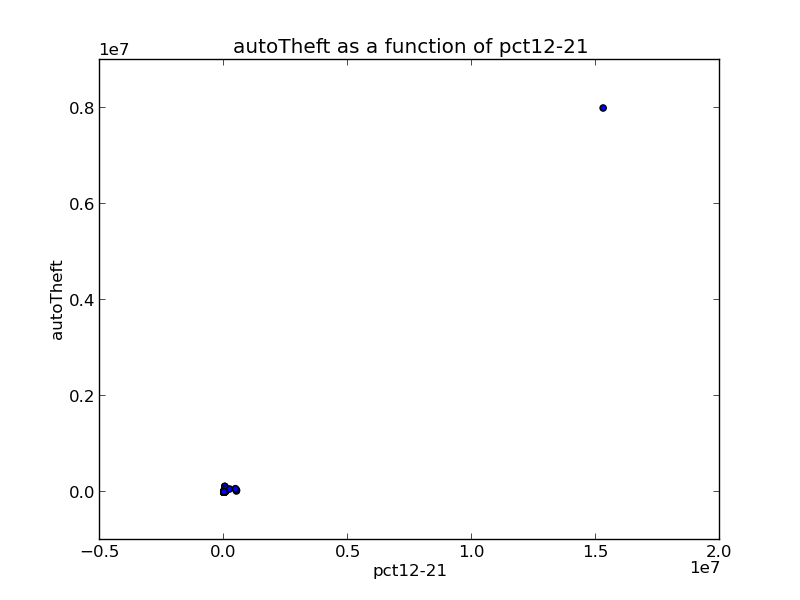 autoTheft as a function of pct12-21
1e7
0.8
0.6
0.4
0.2
0.0
autoTheft
−0.5 0.0 0.5 1.0 1.5 2.0
1e7
pct12-21